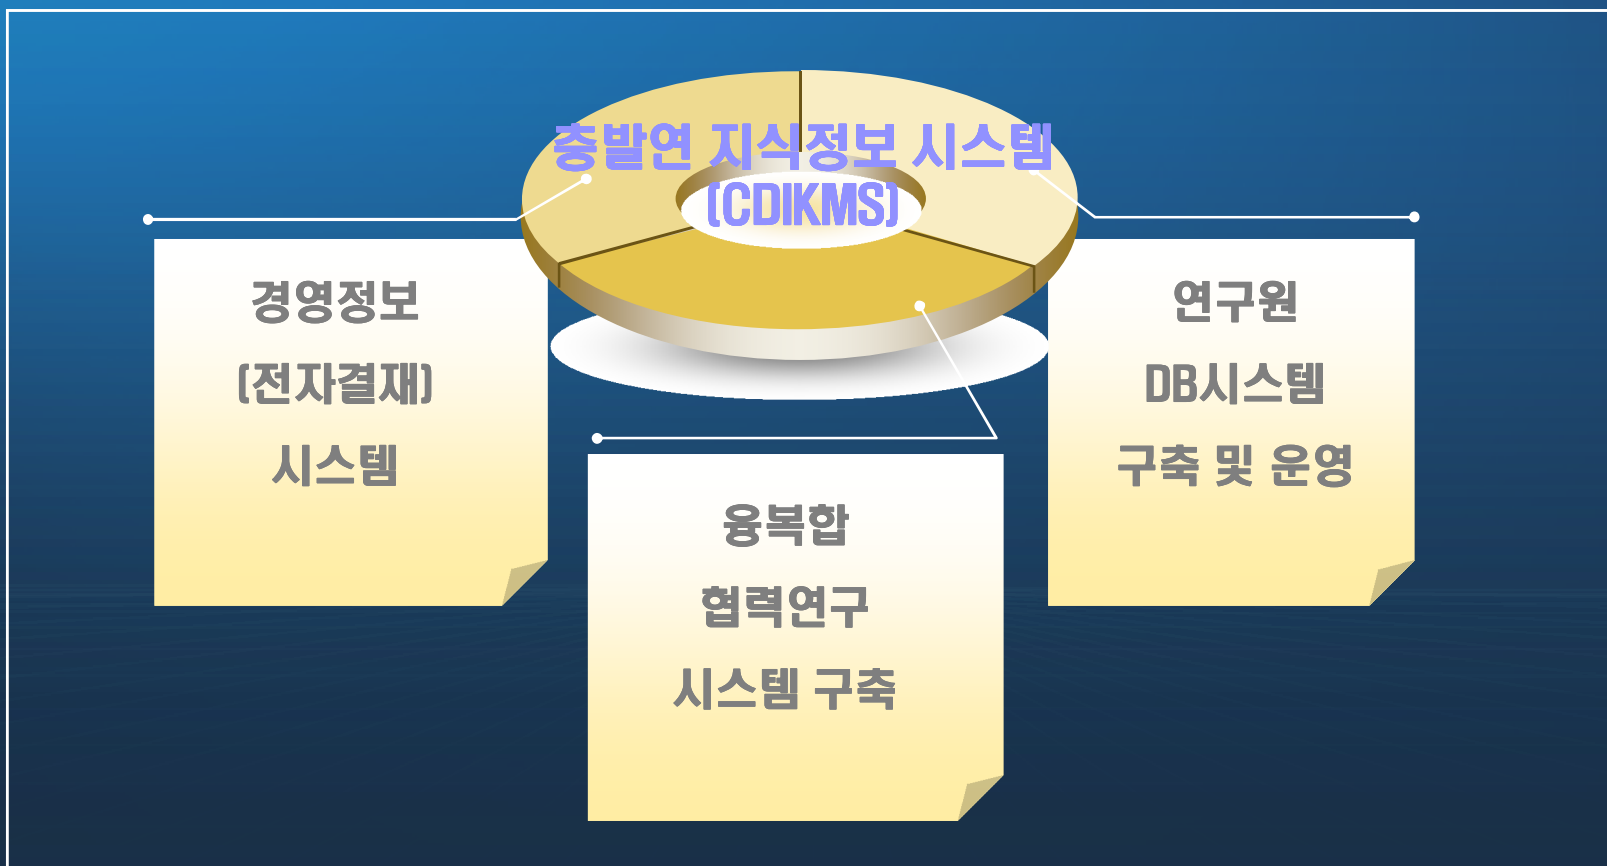 충발연 지식정보 시스템
(CDIKMS)
경영정보
(전자결재)
시스템
융복합
협력연구
시스템 구축
연구원
DB시스템
구축 및 운영